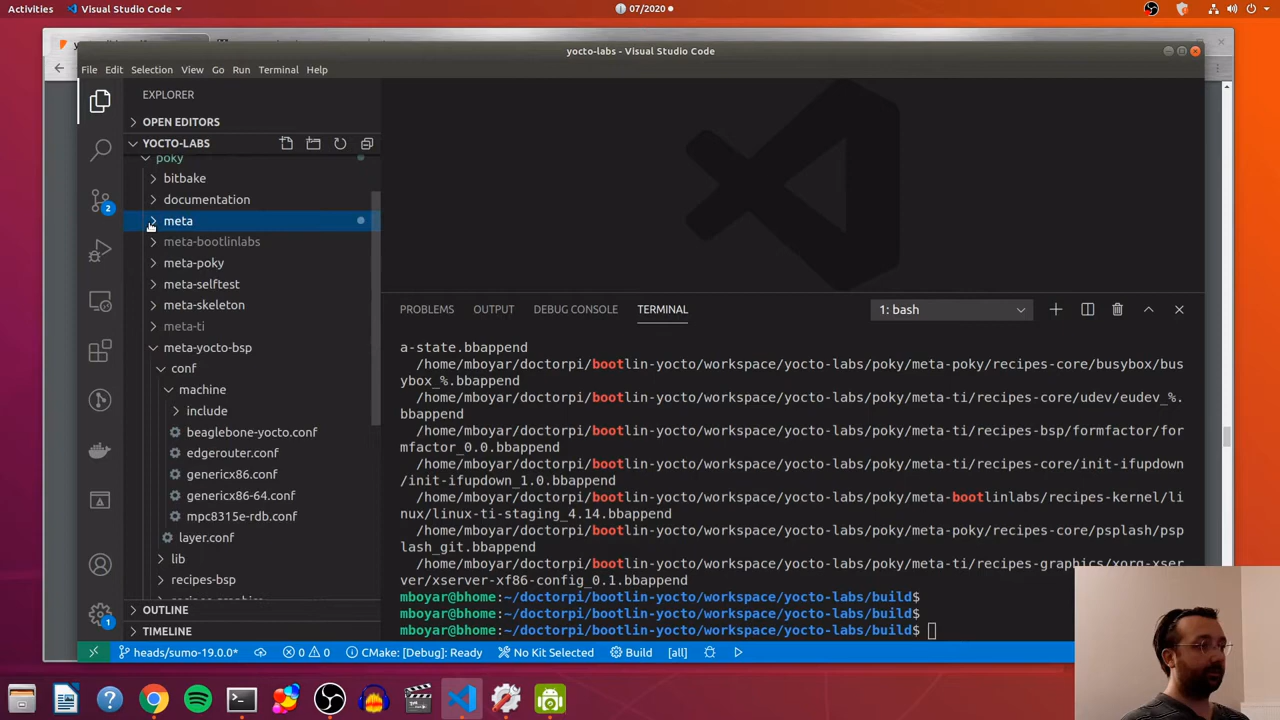 Activities Visual Studio Code 07/2020
yocto-labs - Visual Studio Code
File Edit Selection View Go Run Terminal Help
EXPLORER
OPEN EDITORS
YOCTO-LABS
poky
bitbake
documentation
meta
meta-bootlinlabs
meta-poky
meta-selftest
meta-skeleton
meta-ti
meta-yocto-bsp
conf
machine
include
beaglebone-yocto.conf
edgerouter.conf
genericx86.conf
genericx86-64.conf
mpc8315e-rdb.conf
layer.conf
lib
recipes-bsp
OUTLINE
TIMELINE
2
1
PROBLEMS OUTPUT DEBUG CONSOLE TERMINAL 1: bash
a-state.bbappend
/home/mboyar/doctorpi/bootlin-yocto/workspace/yocto-labs/poky/meta-poky/recipes-core/busybox/bus
ybox_%.bbappend
/home/mboyar/doctorpi/bootlin-yocto/workspace/yocto-labs/poky/meta-ti/recipes-core/udev/eudev_%.
bbappend
/home/mboyar/doctorpi/bootlin-yocto/workspace/yocto-labs/poky/meta-ti/recipes-bsp/formfactor/for
mfactor_0.0.bbappend
/home/mboyar/doctorpi/bootlin-yocto/workspace/yocto-labs/poky/meta-ti/recipes-core/init-ifupdown
/init-ifupdown_1.0.bbappend
/home/mboyar/doctorpi/bootlin-yocto/workspace/yocto-labs/poky/meta-bootlinlabs/recipes-kernel/li
nux/linux-ti-staging_4.14.bbappend
/home/mboyar/doctorpi/bootlin-yocto/workspace/yocto-labs/poky/meta-poky/recipes-core/psplash/psp
lash_git.bbappend
/home/mboyar/doctorpi/bootlin-yocto/workspace/yocto-labs/poky/meta-ti/recipes-graphics/xorg-xse
rver/xserver-xf86-config_0.1.bbappend
mboyar@bhome:~/doctorpi/bootlin-yocto/workspace/yocto-labs/build$
mboyar@bhome:~/doctorpi/bootlin-yocto/workspace/yocto-labs/build$
mboyar@bhome:~/doctorpi/bootlin-yocto/workspace/yocto-labs/build$
heads/sumo-19.0.0* 0 0 CMake: [Debug]: Ready No Kit Selected Build [all]